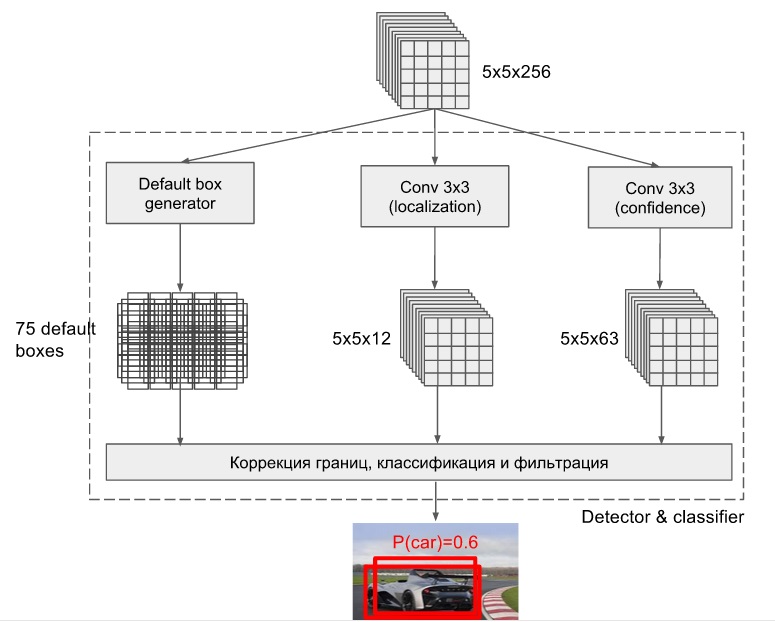 5x5x256
Default box
generator
Conv 3x3
(localization)
Conv 3x3
(confidence)
75 default
boxes
5x5x12
5x5x63
Коррекция границ, классификация и фильтрация
Detector & classifier
P(car)=0.6